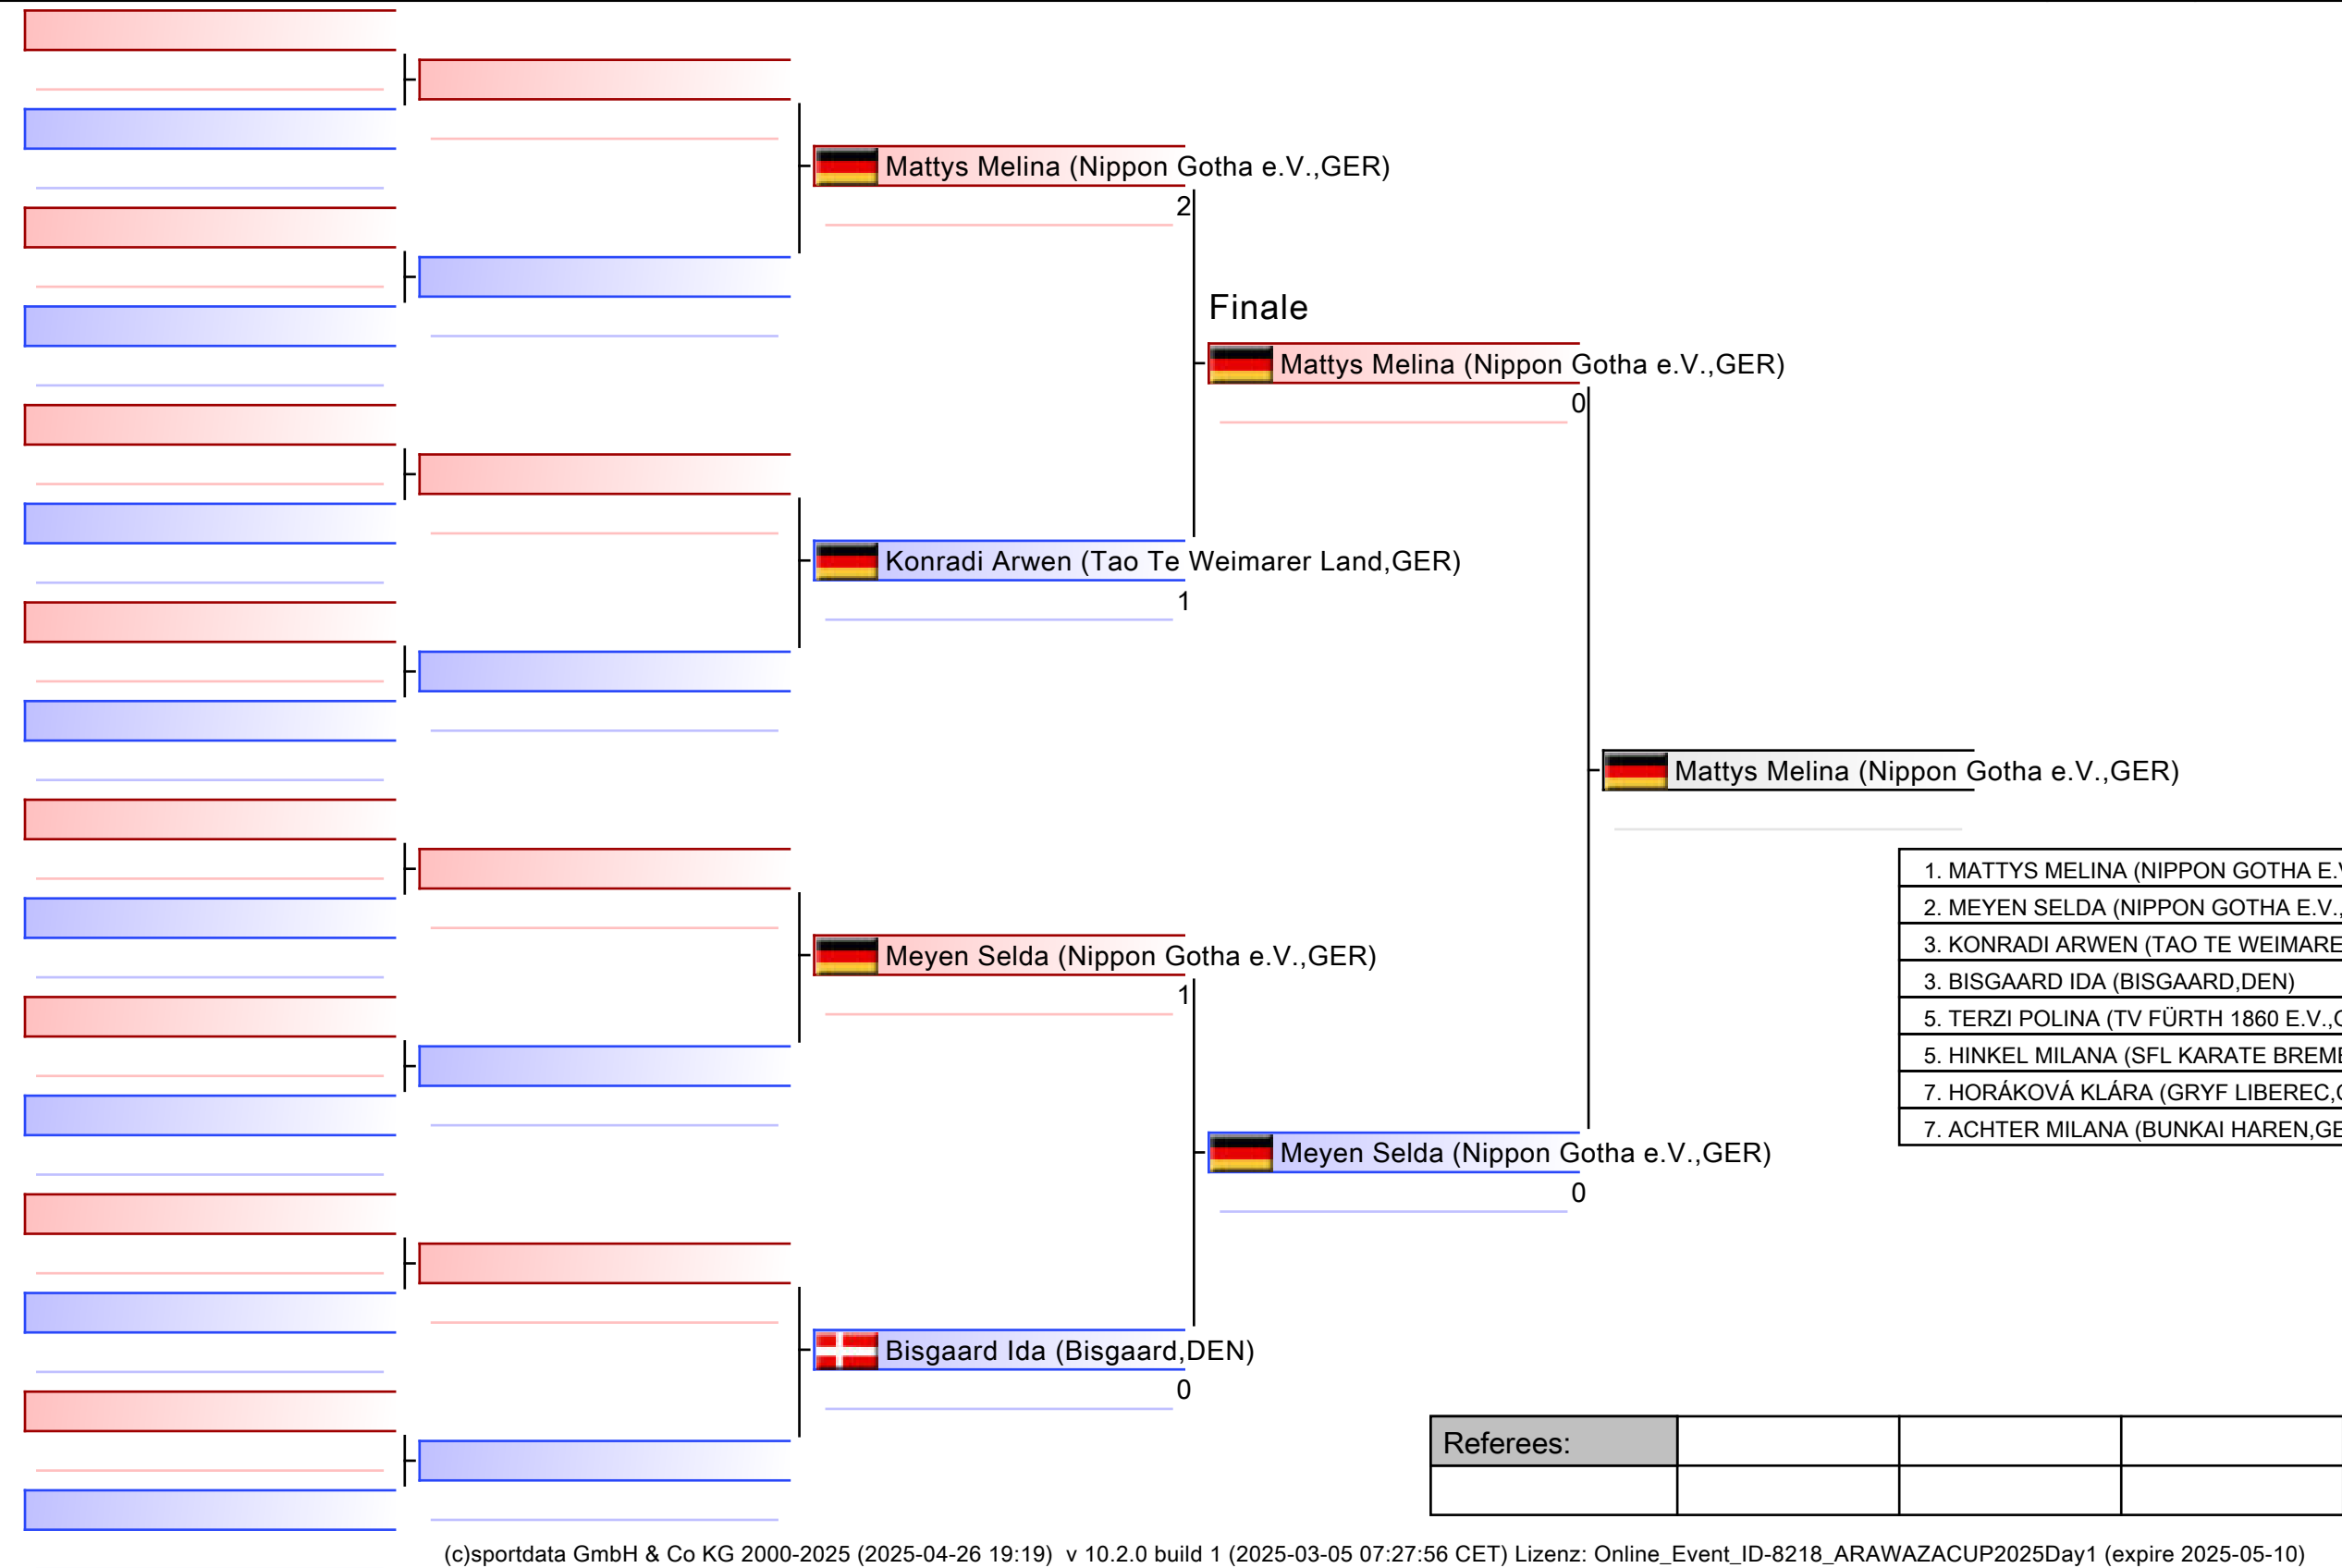 Mattys Melina (Nippon Gotha e.V.,GER)
2
Finale
Mattys Melina (Nippon Gotha e.V.,GER)
0
Konradi Arwen (Tao Te Weimarer Land,GER)
1
Mattys Melina (Nippon Gotha e.V.,GER)
1. MATTYS MELINA (NIPPON GOTHA E.V
2. MEYEN SELDA (NIPPON GOTHA E.V.,
3. KONRADI ARWEN (TAO TE WEIMARE
3. BISGAARD IDA (BISGAARD,DEN)
5. TERZI POLINA (TV FÜRTH 1860 E.V.,G
5. HINKEL MILANA (SFL KARATE BREME
7. HORÁKOVÁ KLÁRA (GRYF LIBEREC,C
7. ACHTER MILANA (BUNKAI HAREN,GE
Meyen Selda (Nippon Gotha e.V.,GER)
1
Meyen Selda (Nippon Gotha e.V.,GER)
0
Bisgaard Ida (Bisgaard,DEN)
0
Referees:
(c)sportdata GmbH & Co KG 2000-2025 (2025-04-26 19:19) v 10.2.0 build 1 (2025-03-05 07:27:56 CET) Lizenz: Online_Event_ID-8218_ARAWAZACUP2025Day1 (expire 2025-05-10)